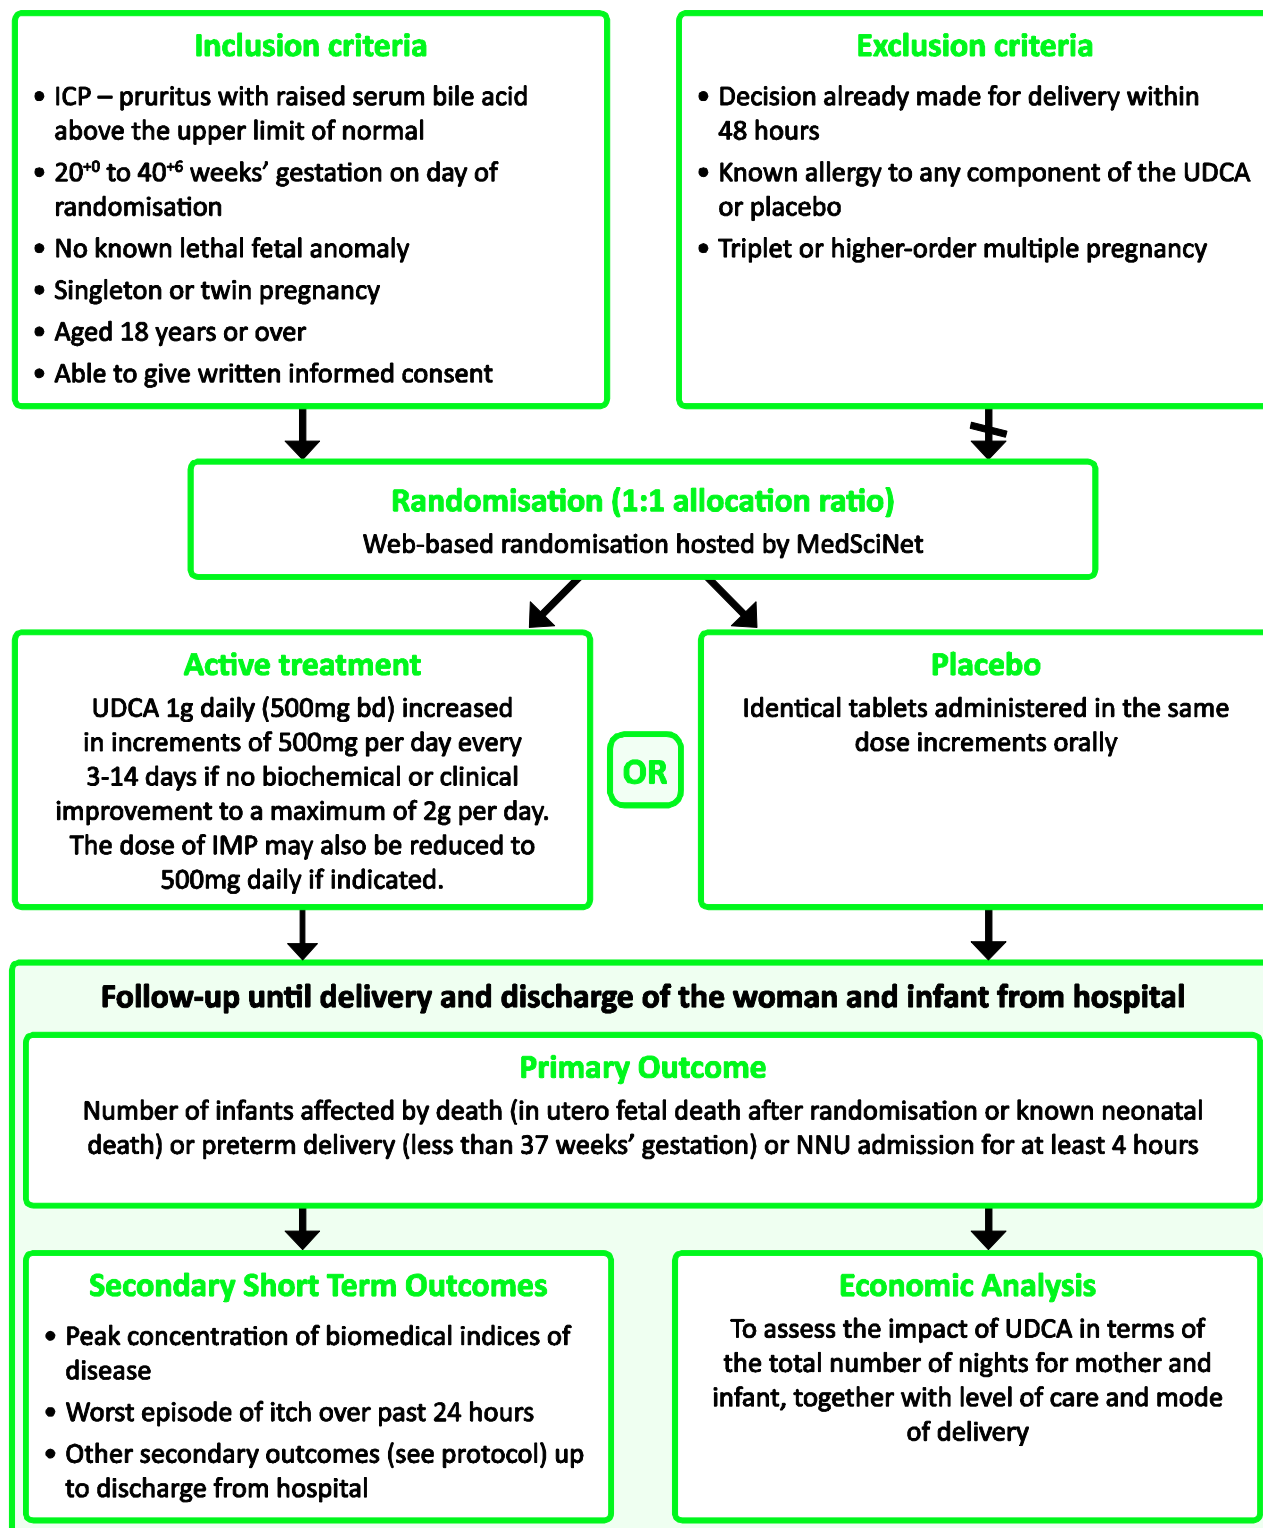 Inclusion criteria
• ICP – pruritus with raised serum bile acid
above the upper limit of normal
• 20⁺⁰ to 40⁺⁶ weeks’ gestation on day of
randomisation
• No known lethal fetal anomaly
• Singleton or twin pregnancy
• Aged 18 years or over
• Able to give written informed consent
Exclusion criteria
• Decision already made for delivery within
48 hours
• Known allergy to any component of the UDCA
or placebo
• Triplet or higher-order multiple pregnancy
Randomisation (1:1 allocation ratio)
Web-based randomisation hosted by MedSciNet
Active treatment
UDCA 1g daily (500mg bd) increased
in increments of 500mg per day every
3-14 days if no biochemical or clinical
improvement to a maximum of 2g per day.
The dose of IMP may also be reduced to
500mg daily if indicated.
OR
Placebo
Identical tablets administered in the same
dose increments orally
Follow-up until delivery and discharge of the woman and infant from hospital
Primary Outcome
Number of infants affected by death (in utero fetal death after randomisation or known neonatal
death) or preterm delivery (less than 37 weeks’ gestation) or NNU admission for at least 4 hours
Secondary Short Term Outcomes
• Peak concentration of biomedical indices of
disease
• Worst episode of itch over past 24 hours
• Other secondary outcomes (see protocol) up
to discharge from hospital
Economic Analysis
To assess the impact of UDCA in terms of
the total number of nights for mother and
infant, together with level of care and mode
of delivery